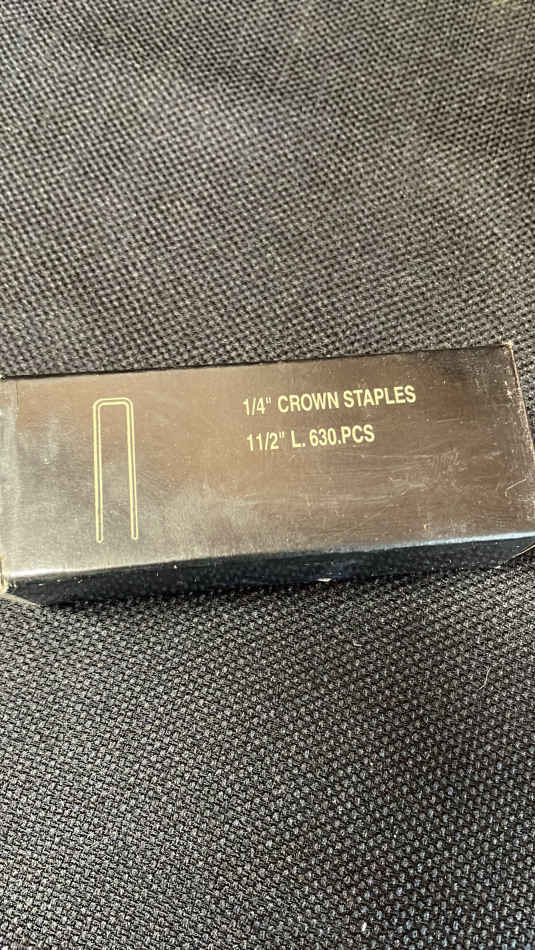 1/4" CROWN STAPLES
11/2" L. 630.PCS